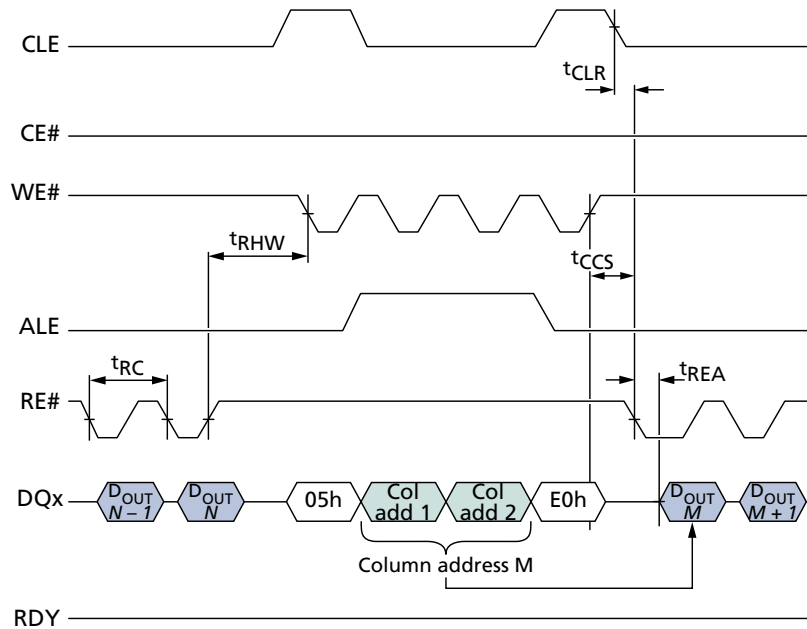 CLE
tCLR
CE#
WE#
tRHW
tCCS
ALE
tRC
tREA
RE#
DQx
DOUT
N – 1
DOUT
N
05h
Col
add 1
Col
add 2
E0h
DOUT
M
DOUT
M + 1
Column address M
RDY